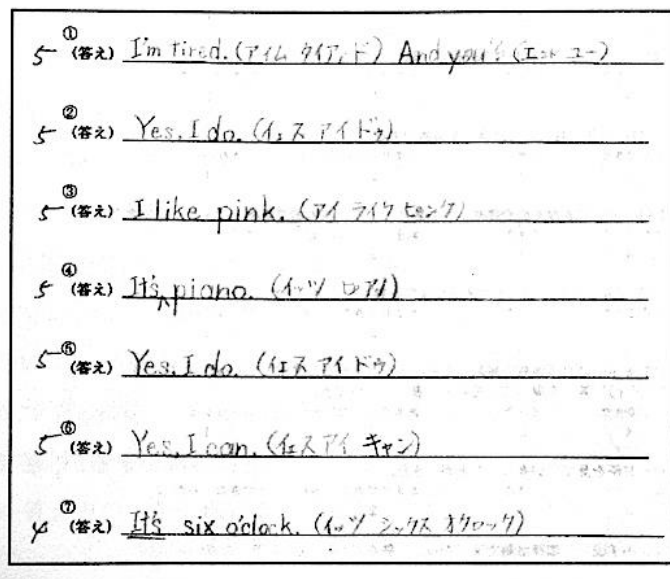 5 ① (答え) I'm tired. (アイム タイアード) And you? (エンド ユー)
5 ② (答え) Yes, I do. (イェス アイ ドゥ)
5 ③ (答え) I like pink. (アイ ライク ピンク)
5 ④ (答え) It's piano. (イッツ ピアノ)
5 ⑤ (答え) Yes, I do. (イエス アイ ドゥ)
5 ⑥ (答え) Yes, I can. (イエス アイ キャン)
4 ⑦ (答え) It's six o'clock. (イッツ シックス オクロック)